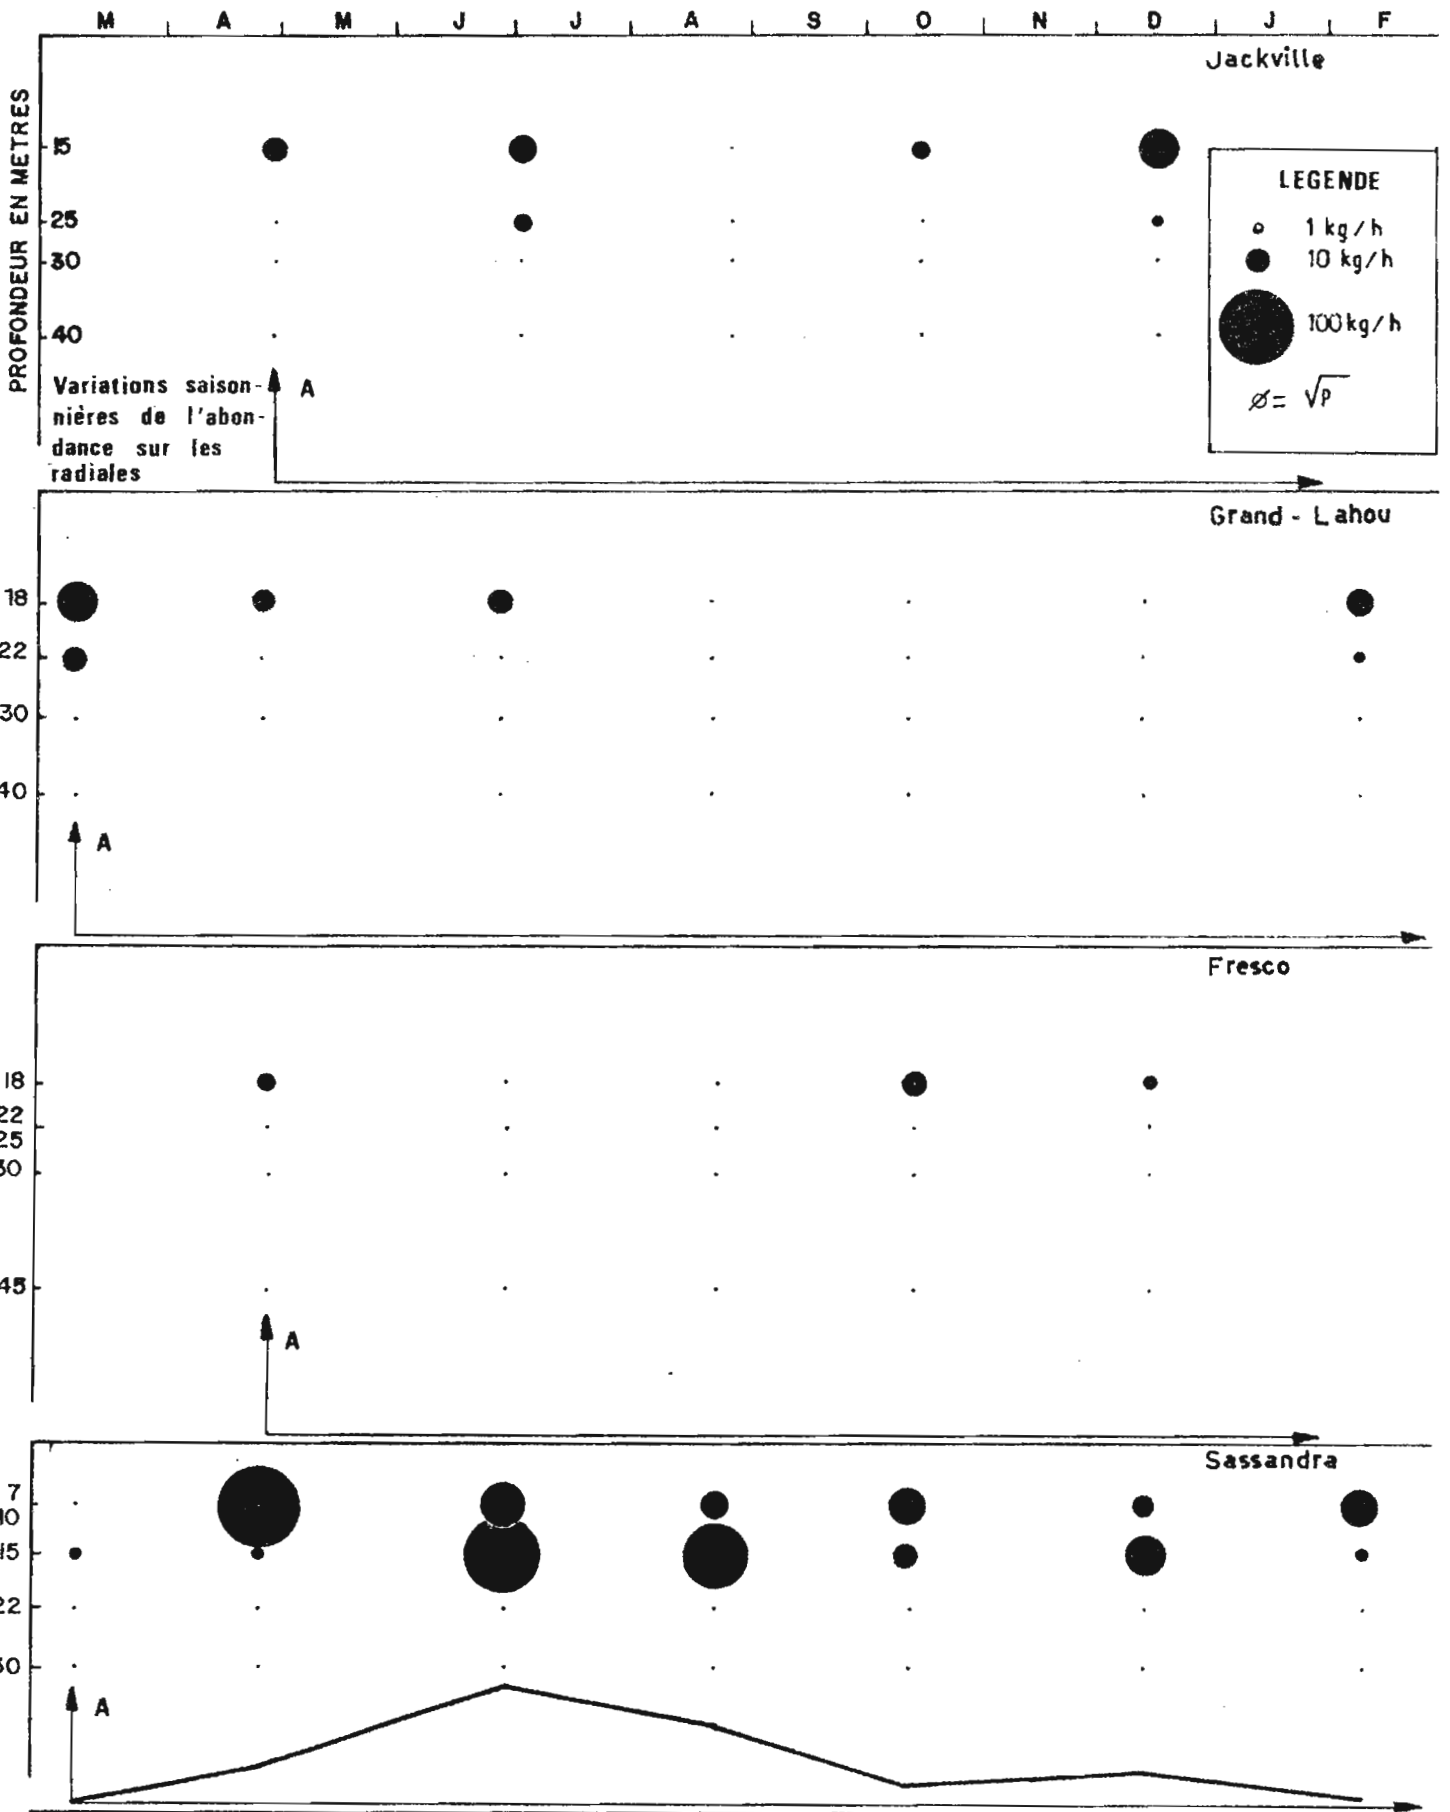 M A M J J A S O N D J F
Jackville
PROFONDEUR EN METRES
15
25
30
40
LEGENDE
1 kg/h
10 kg/h
100 kg/h
ø = √p
Variations saison-
nières de l'abon-
dance sur les
radiales
A
Grand - Lahou
18
22
30
40
A
Fresco
18
22
25
30
45
A
Sassandra
7
10
15
22
30
A